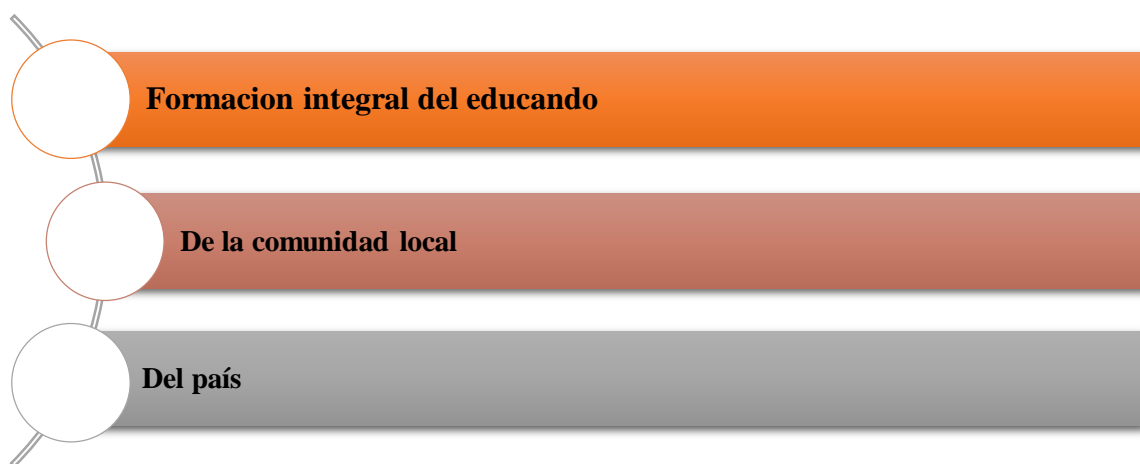 Formacion integral del educando
De la comunidad local
Del país